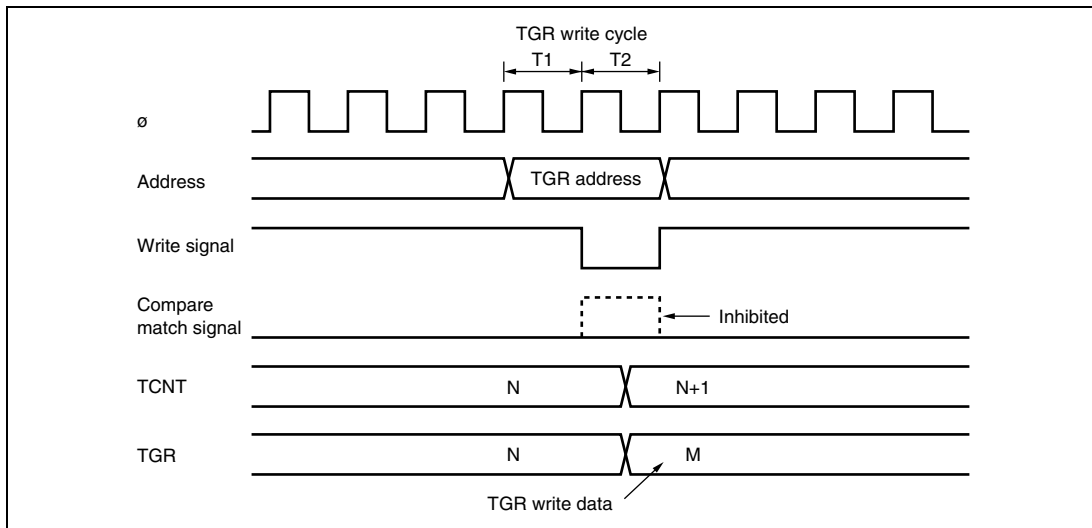 TGR write cycle
T1 T2
ø
Address TGR address
Write signal
Compare
match signal Inhibited
TCNT N N+1
TGR N M
TGR write data